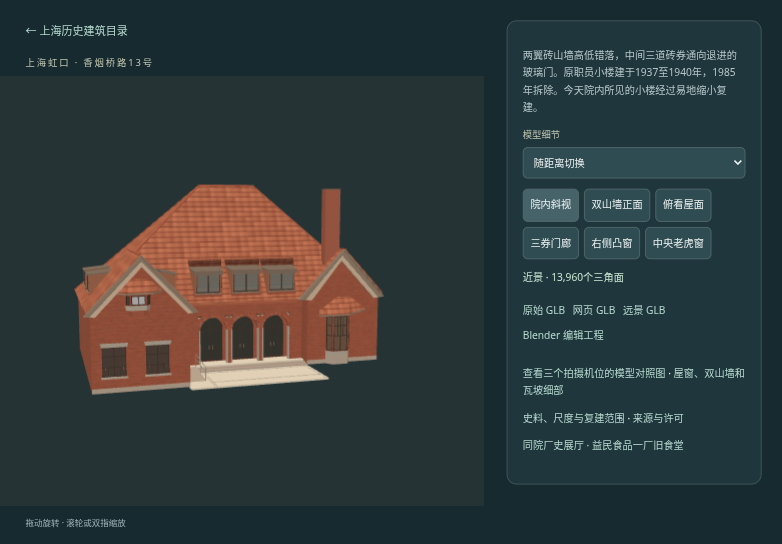 ← 上海历史建筑目录
上海虹口 · 香烟桥路13号
两翼砖山墙高低错落，中间三道砖券通向退进的
玻璃门。原职员小楼建于1937至1940年，1985
年拆除。今天院内所见的小楼经过易地缩小复
建。
模型细节
随距离切换
院内斜视 双山墙正面 俯看屋面
三券门廊 右侧凸窗 中央老虎窗
近景 · 13,960个三角面
原始 GLB 网页 GLB 远景 GLB
Blender 编辑工程
查看三个拍摄机位的模型对照图 · 屋窗、双山墙和
瓦坡细部
史料、尺度与复建范围 · 来源与许可
同院厂史展厅 · 益民食品一厂旧食堂
拖动旋转 · 滚轮或双指缩放